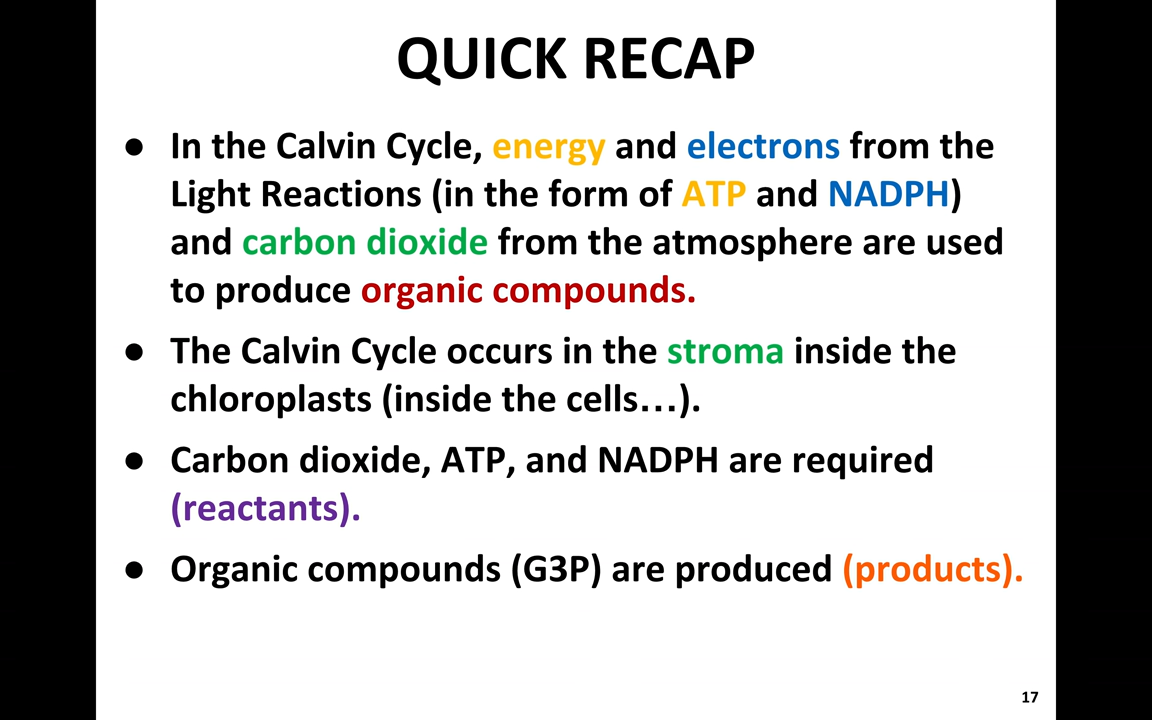 QUICK RECAP
● In the Calvin Cycle, energy and electrons from the
Light Reactions (in the form of ATP and NADPH)
and carbon dioxide from the atmosphere are used
to produce organic compounds.
● The Calvin Cycle occurs in the stroma inside the
chloroplasts (inside the cells…).
● Carbon dioxide, ATP, and NADPH are required
(reactants).
● Organic compounds (G3P) are produced (products).
17